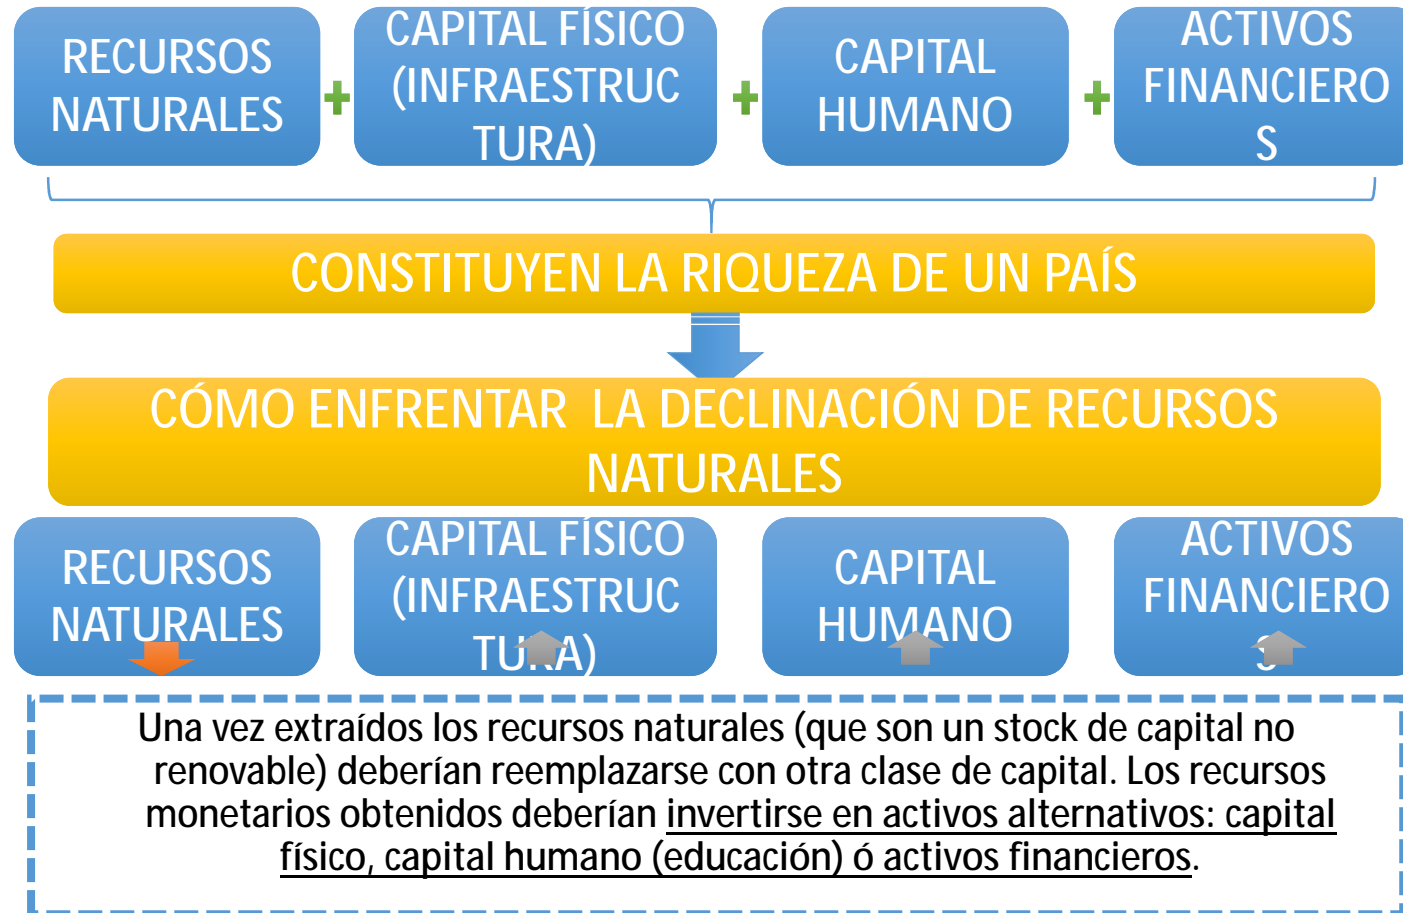 RECURSOS
NATURALES
CAPITAL FÍSICO
(INFRAESTRUC
TURA)
CAPITAL
HUMANO
ACTIVOS
FINANCIERO
S
CONSTITUYEN LA RIQUEZA DE UN PAÍS
CÓMO ENFRENTAR  LA DECLINACIÓN DE RECURSOS
NATURALES
RECURSOS
NATURALES
CAPITAL FÍSICO
(INFRAESTRUC
TURA)
CAPITAL
HUMANO
ACTIVOS
FINANCIERO
S
Una vez extraídos los recursos naturales (que son un stock de capital no
renovable) deberían reemplazarse con otra clase de capital. Los recursos
monetarios obtenidos deberían invertirse en activos alternativos: capital
físico, capital humano (educación) ó activos financieros.